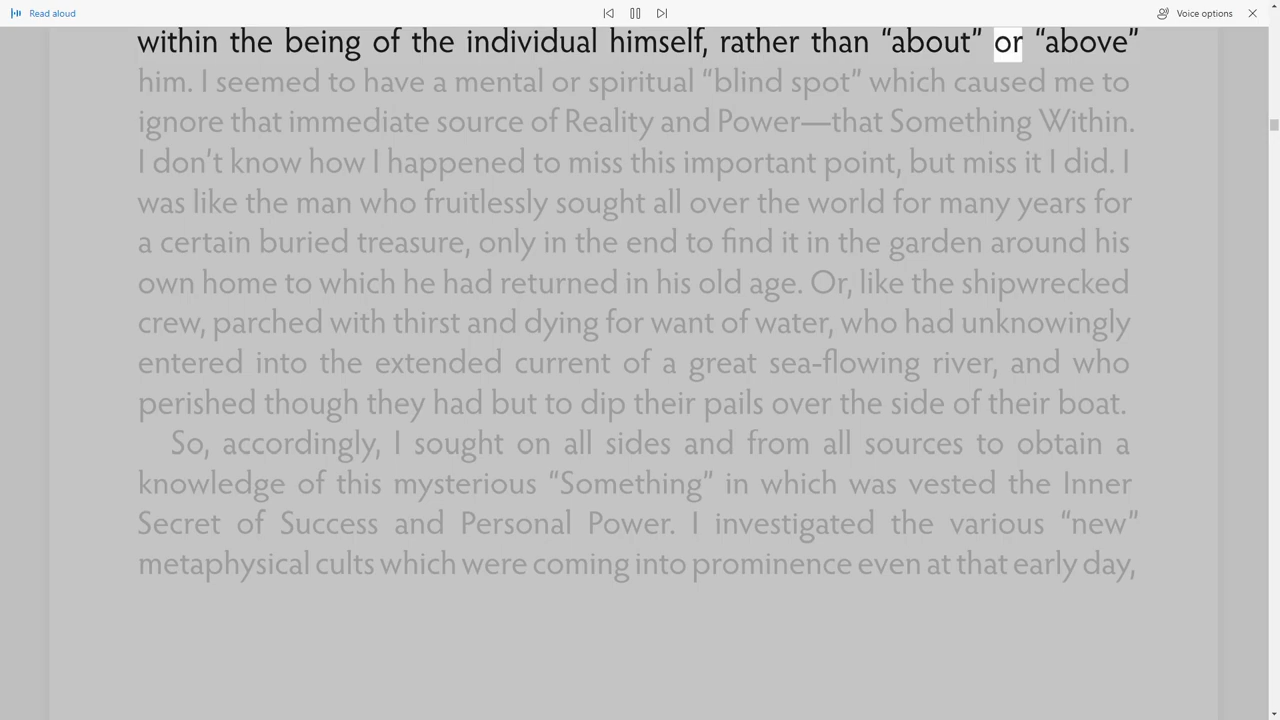 Read aloud
Voice options
within the being of the individual himself, rather than “about” or “above”
him. I seemed to have a mental or spiritual “blind spot” which caused me to
ignore that immediate source of Reality and Power—that Something Within.
I don’t know how I happened to miss this important point, but miss it I did. I
was like the man who fruitlessly sought all over the world for many years for
a certain buried treasure, only in the end to find it in the garden around his
own home to which he had returned in his old age. Or, like the shipwrecked
crew, parched with thirst and dying for want of water, who had unknowingly
entered into the extended current of a great sea-flowing river, and who
perished though they had but to dip their pails over the side of their boat.
So, accordingly, I sought on all sides and from all sources to obtain a
knowledge of this mysterious “Something” in which was vested the Inner
Secret of Success and Personal Power. I investigated the various “new”
metaphysical cults which were coming into prominence even at that early day,